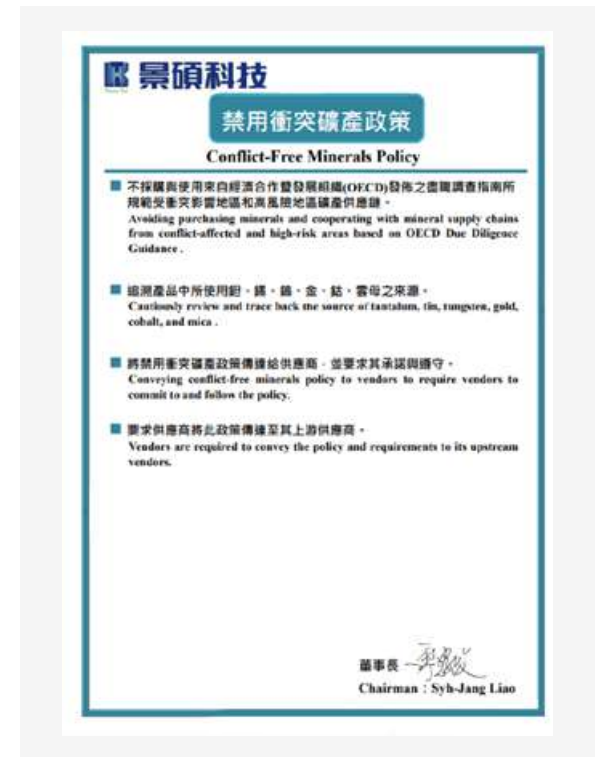 景碩科技
禁用衝突礦產政策
Conflict-Free Minerals Policy
不採購與使用來自經濟合作暨發展組織(OECD)發佈之盡職調查指南所
規範受衝突影響地區和高風險地區礦產供應鏈。
Avoiding purchasing minerals and cooperating with mineral supply chains
from conflict-affected and high-risk areas based on OECD Due Diligence
Guidance .
追溯產品中所使用鉭、錫、鎢、金、鈷、雲母之來源。
Cautiously review and trace back the source of tantalum, tin, tungsten, gold,
cobalt, and mica .
將禁用衝突礦產政策傳達給供應商，並要求其承諾與遵守。
Conveying conflict-free minerals policy to vendors to require vendors to
commit to and follow the policy.
要求供應商將此政策傳達至其上游供應商。
Vendors are required to convey the policy and requirements to its upstream
vendors.
董事長
Chairman：Syh-Jang Liao